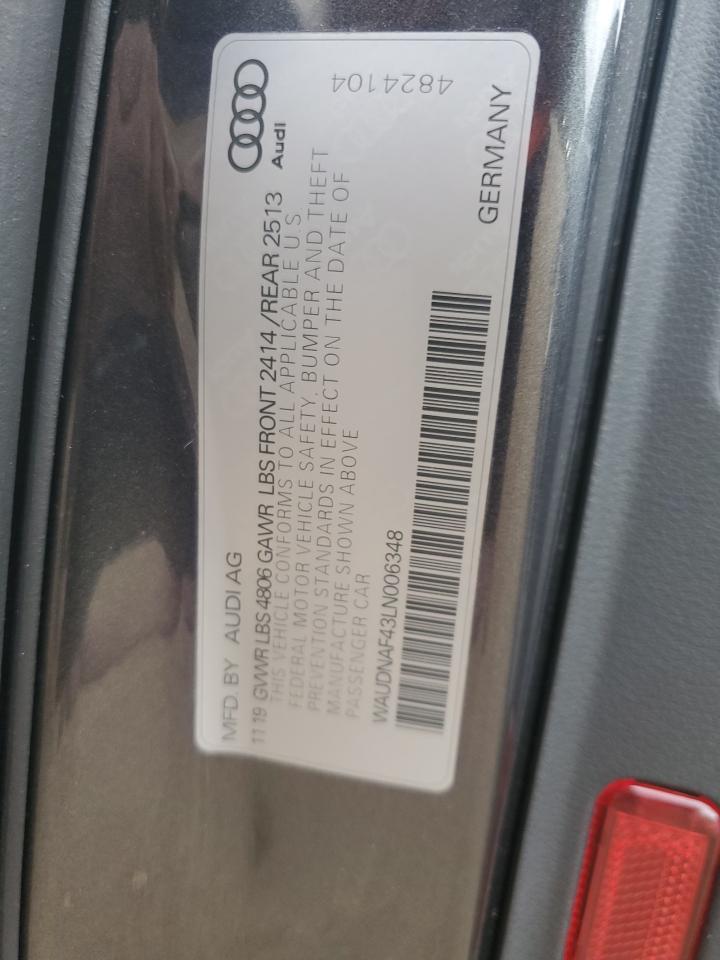 Audi
MFD. BY AUDI AG
11 19 GVWR LBS 4806 GAWR LBS FRONT 2414 /REAR 2513
THIS VEHICLE CONFORMS TO ALL APPLICABLE U.S.
FEDERAL MOTOR VEHICLE SAFETY, BUMPER AND THEFT
PREVENTION STANDARDS IN EFFECT ON THE DATE OF
MANUFACTURE SHOWN ABOVE
PASSENGER CAR
WAUDNAF43LN006348
GERMANY
4824104